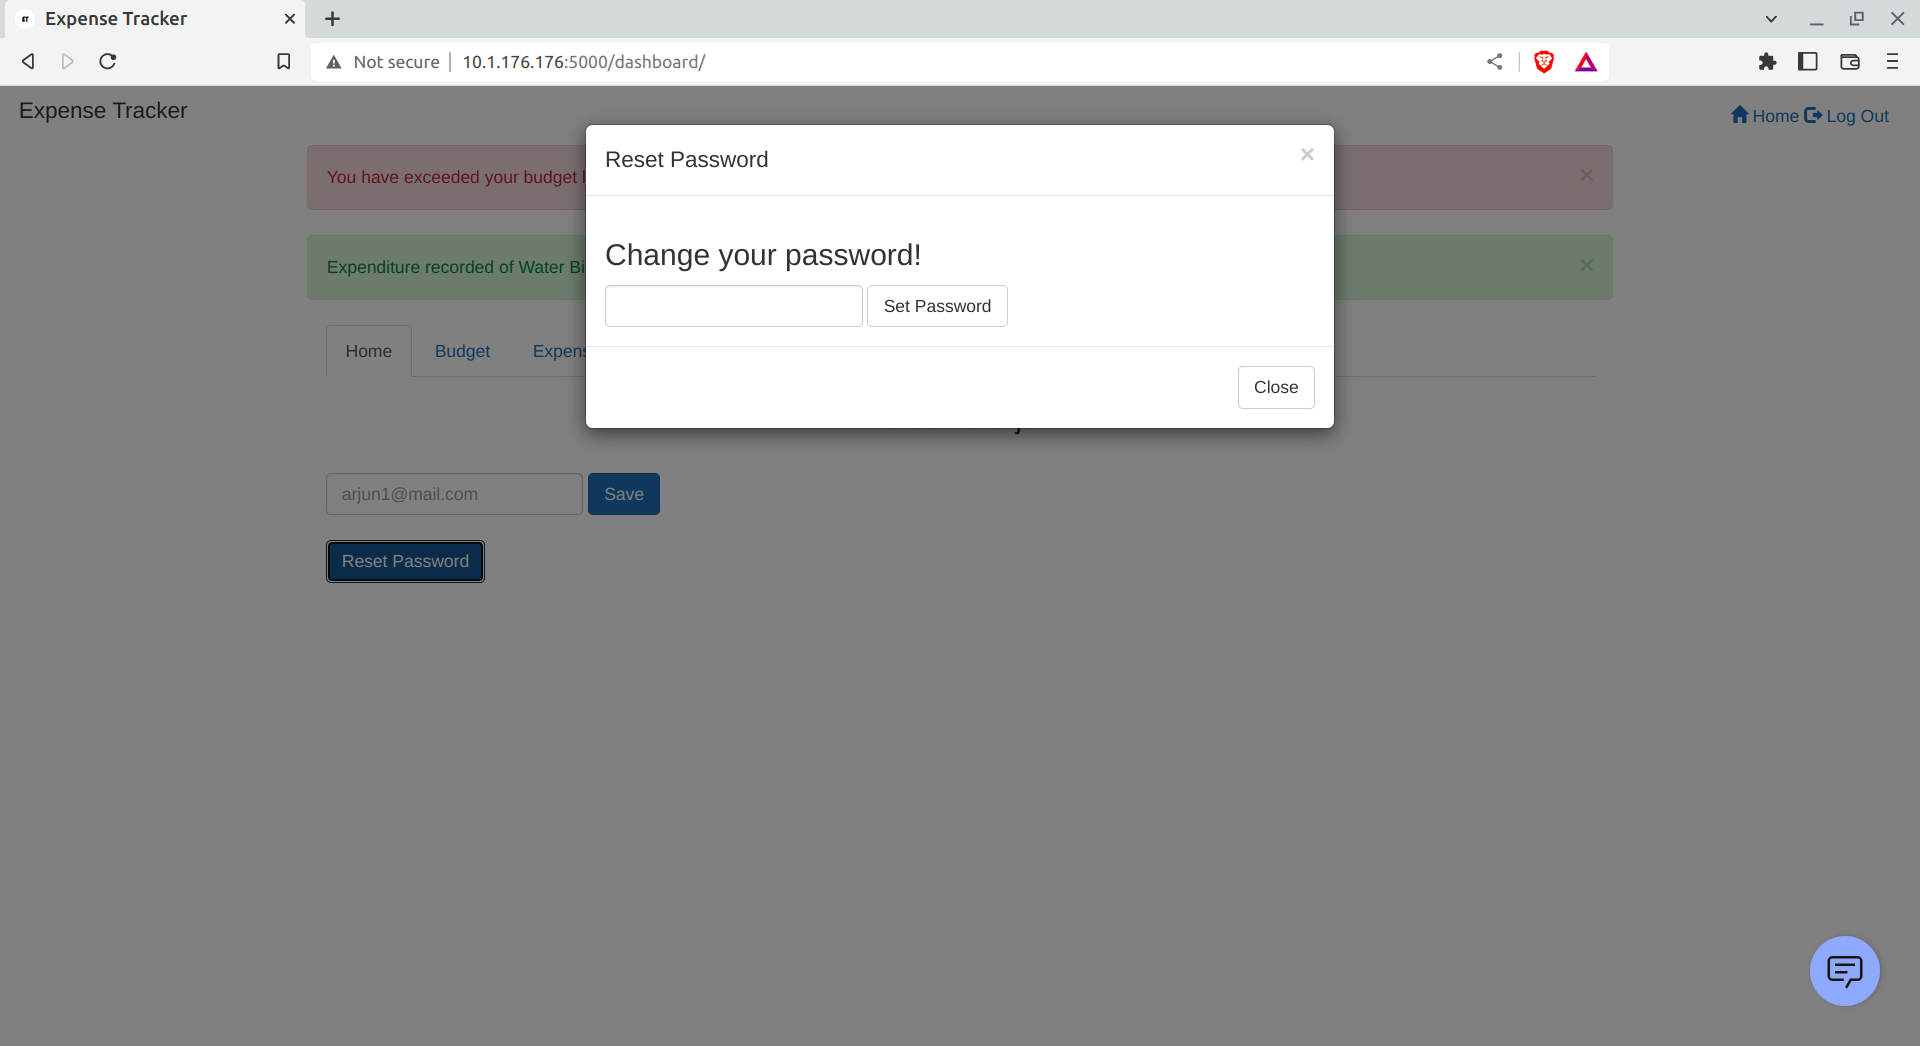 Expense Tracker
Not secure 10.1.176.176:5000/dashboard/
Expense Tracker
Home Log Out
Reset Password
You have exceeded your budget
Change your password!
Expenditure recorded of Water
Set Password
Home Budget
Close
arjun1@mail.com Save
Reset Password